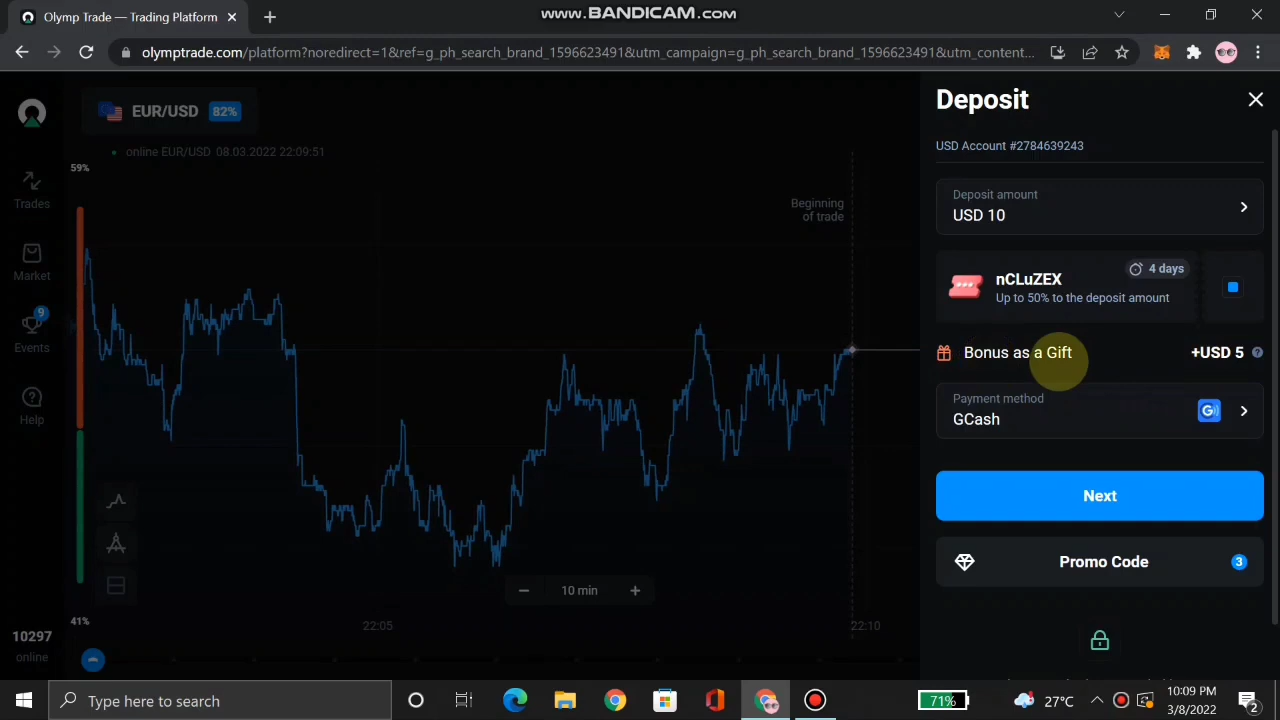 Olymp Trade — Trading Platform
www.BANDICAM.com
olymptrade.com/platform?noredirect=1&ref=g_ph_search_brand_1596623491&utm_campaign=g_ph_search_brand_1596623491&utm_content...
EUR/USD 82%
online EUR/USD 08.03.2022 22:09:51
59%
Trades
Market
9
Events
Help
Beginning
of trade
10 min
22:05
22:10
41%
10297
online
Deposit
USD Account #2784639243
Deposit amount
USD 10
4 days
nCLuZEX
Up to 50% to the deposit amount
Bonus as a Gift
+USD 5
Payment method
GCash
G
Next
Promo Code
3
Type here to search
71%
27°C
10:09 PM
3/8/2022
2